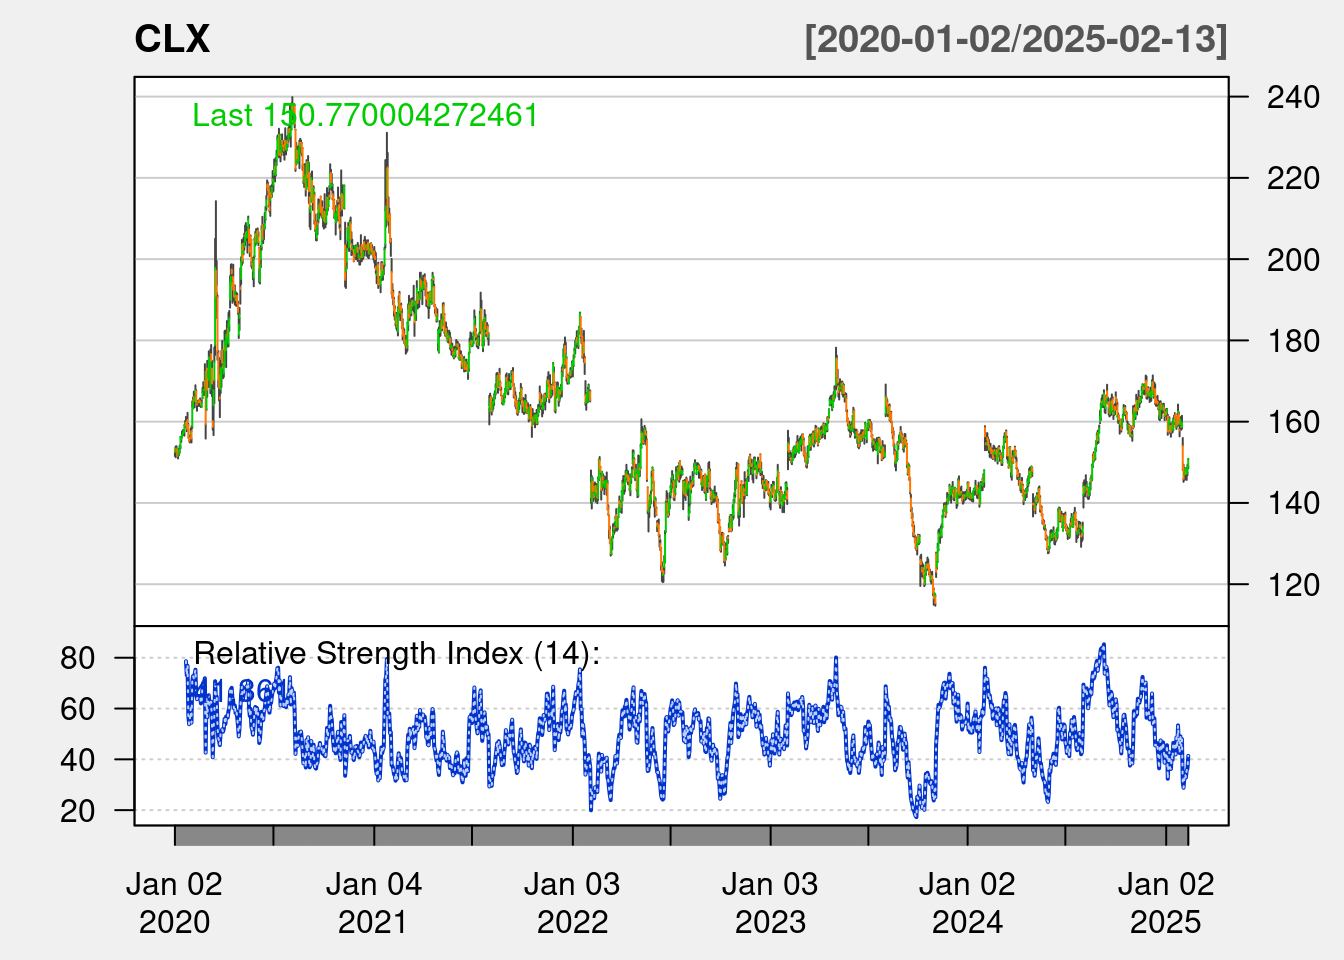 CLX [2020-01-02/2025-02-13]
Last 150.770004272461
240
220
200
180
160
140
120
Relative Strength Index (14):
80
60
40
20
Jan 02 2020
Jan 04 2021
Jan 03 2022
Jan 03 2023
Jan 02 2024
Jan 02 2025